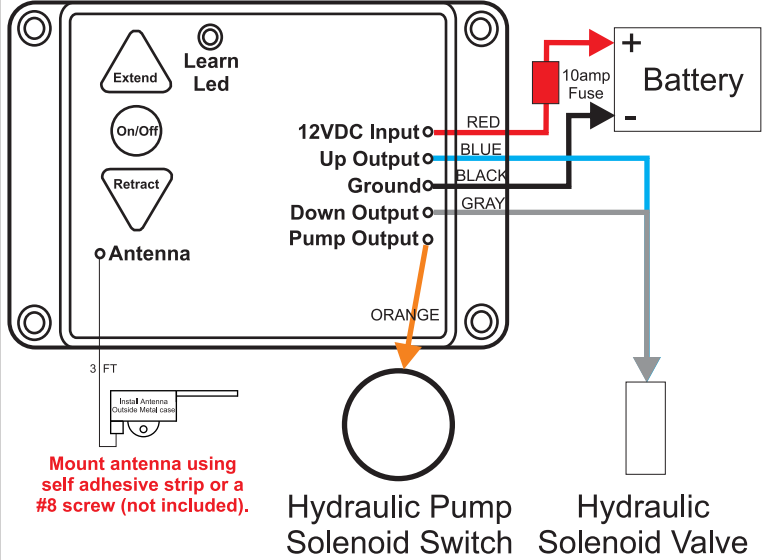 Extend
Learn
Led
On/Off
Retract
Antenna
12VDC Input
Up Output
Ground
Down Output
Pump Output
RED
BLUE
BLACK
GRAY
ORANGE
10amp
Fuse
+
Battery
-
3 FT
Install Antenna
Outside Metal case
Mount antenna using
self adhesive strip or a
#8 screw (not included).
Hydraulic Pump
Solenoid Switch
Hydraulic
Solenoid Valve